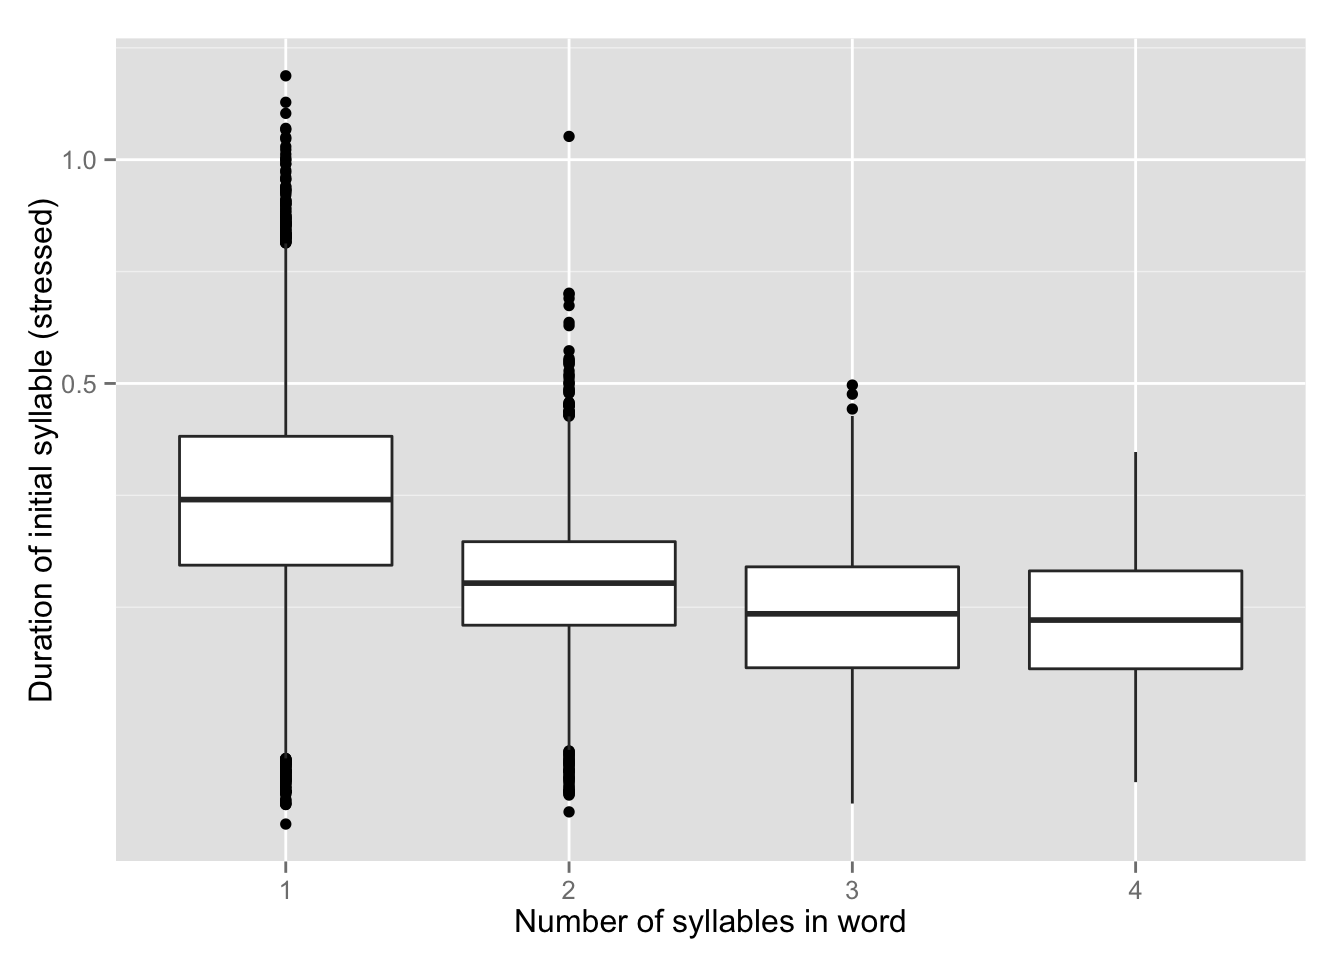 Duration of initial syllable (stressed)
1.0
0.5
1 2 3 4
Number of syllables in word